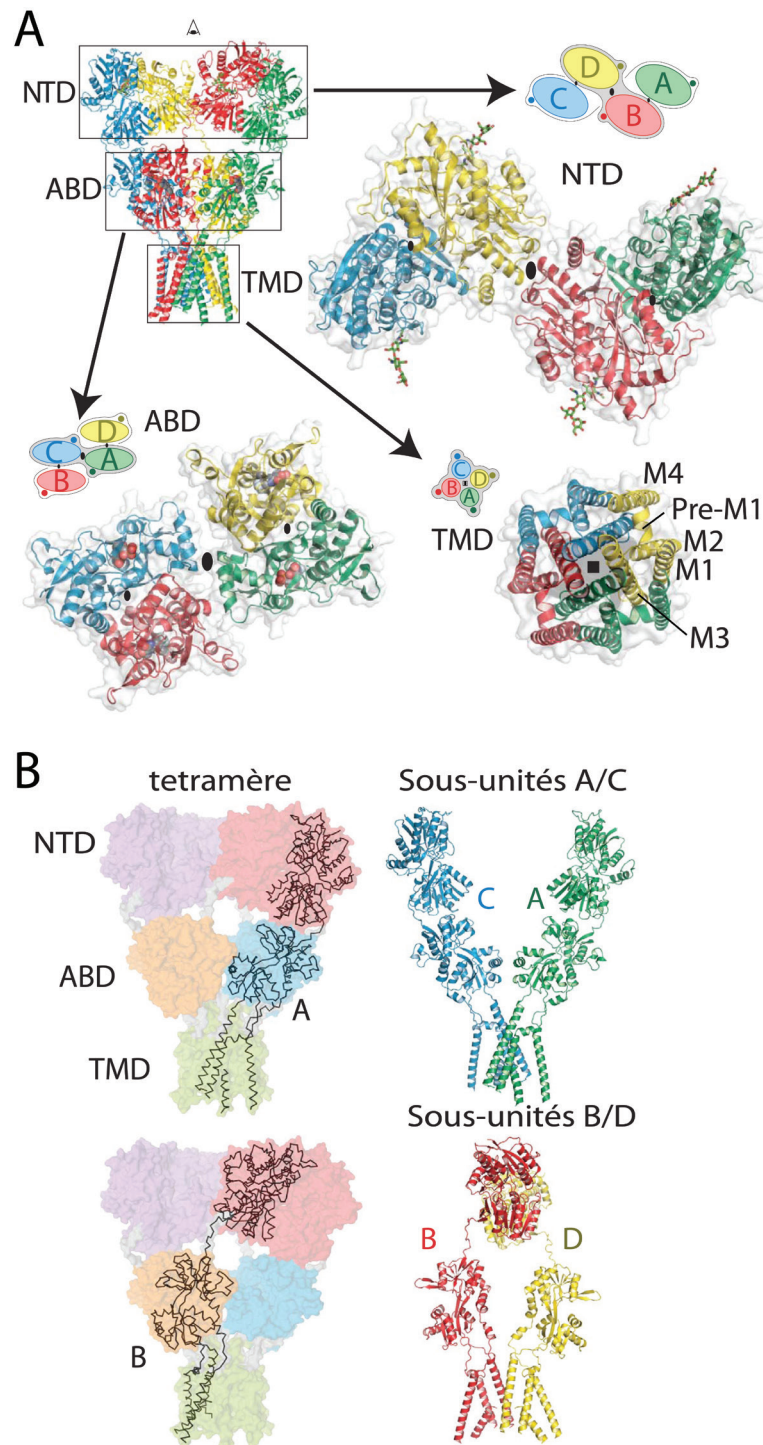 A
NTD
ABD
TMD
D
C
A
B
NTD
D
C
A
B
ABD
C
D
B
A
TMD
M4
Pre-M1
M2
M1
M3
B
tetramère
Sous-unités A/C
NTD
C
A
ABD
A
TMD
Sous-unités B/D
B
D
B